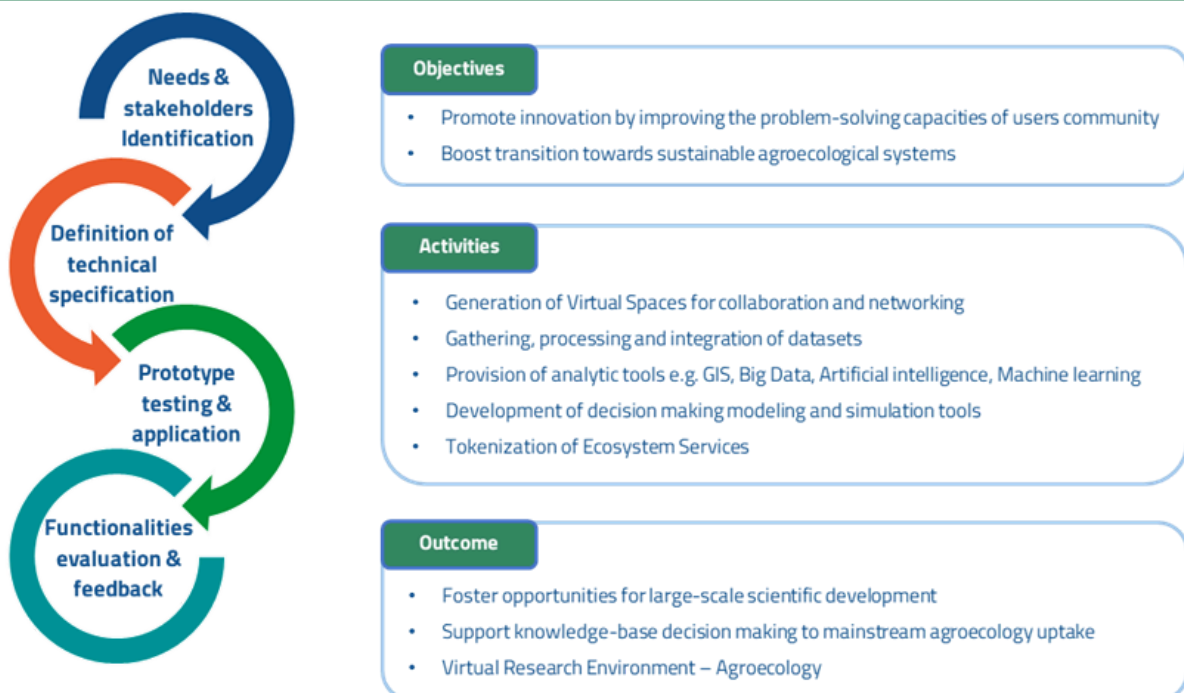 Needs &
stakeholders
Identification
Definition of
technical
specification
Prototype
testing &
application
Functionalities
evaluation &
feedback
Objectives
• Promote innovation by improving the problem-solving capacities of users community
• Boost transition towards sustainable agroecological systems
Activities
• Generation of Virtual Spaces for collaboration and networking
• Gathering, processing and integration of datasets
• Provision of analytic tools e.g. GIS, Big Data, Artificial intelligence, Machine learning
• Development of decision making modeling and simulation tools
• Tokenization of Ecosystem Services
Outcome
• Foster opportunities for large-scale scientific development
• Support knowledge-base decision making to mainstream agroecology uptake
• Virtual Research Environment – Agroecology